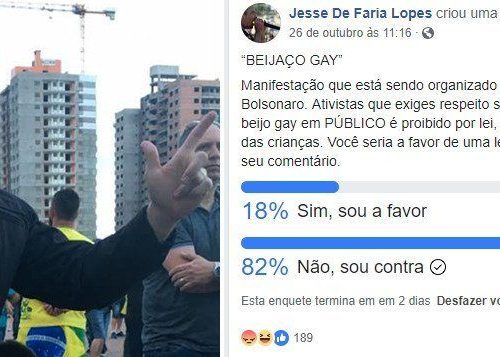 Jesse De Faria Lopes criou uma
26 de outubro às 11:16 ·
“BEIJAÇO GAY”
Manifestação que está sendo organizado
Bolsonaro. Ativistas que exiges respeito s
beijo gay em PÚBLICO é proibido por lei,
das crianças. Você seria a favor de uma le
seu comentário.
18% Sim, sou a favor
82% Não, sou contra
Esta enquete termina em em 2 dias Desfazer vo
189